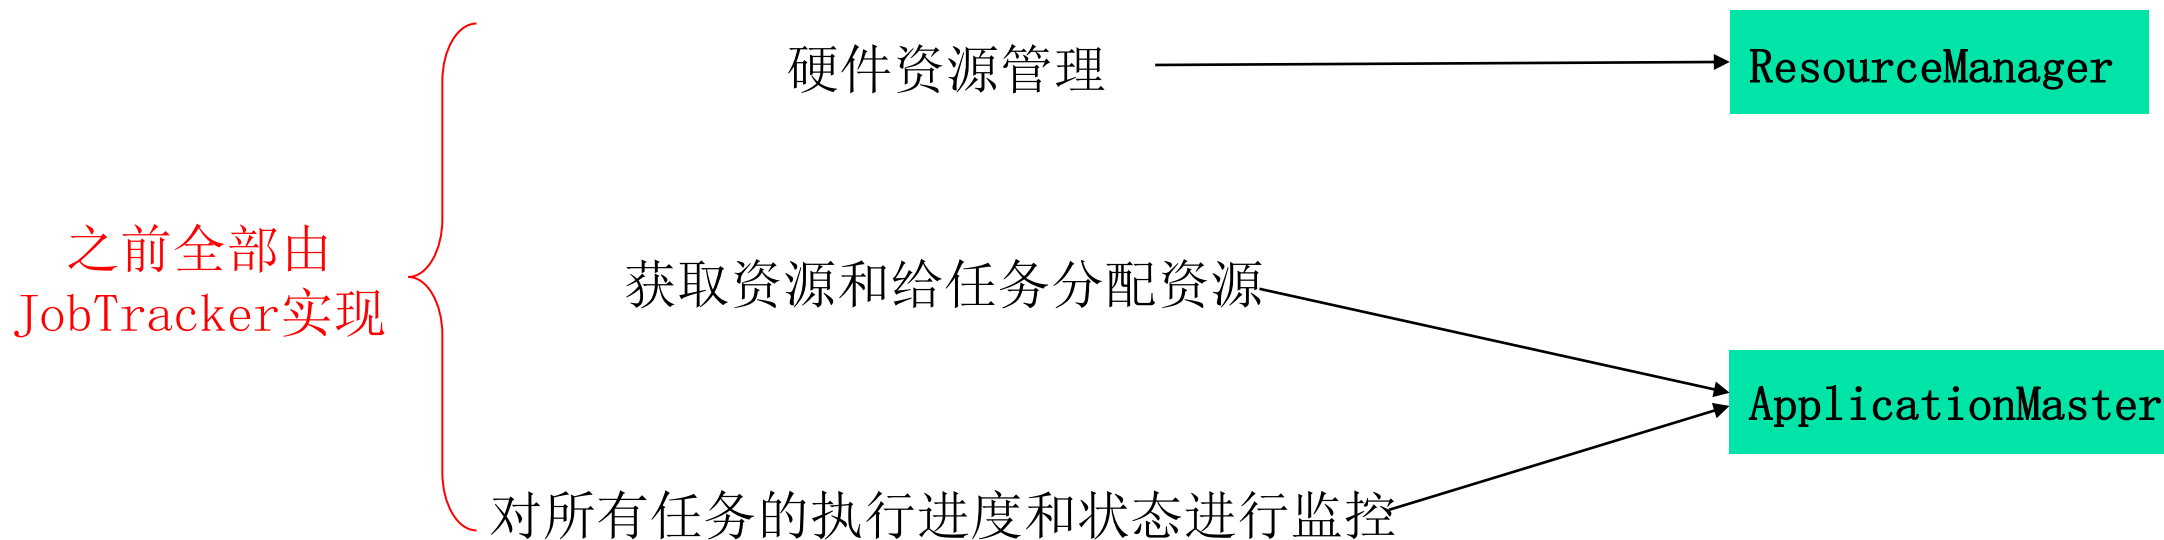 硬件资源管理
ResourceManager
之前全部由
JobTracker实现
获取资源和给任务分配资源
ApplicationMaster
对所有任务的执行进度和状态进行监控